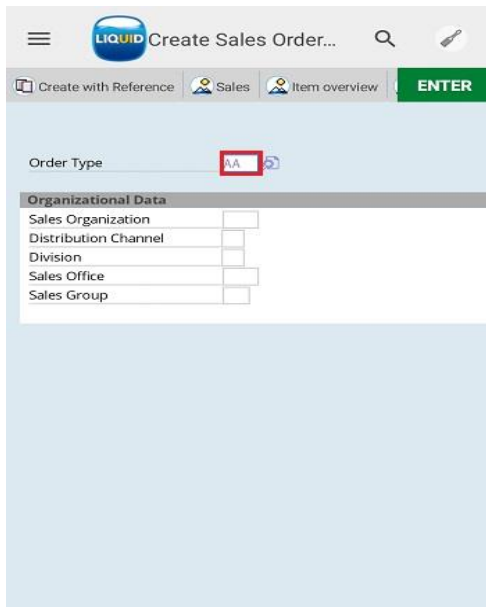 LIQUID Create Sales Order...
Create with Reference Sales Item overview ENTER
Order Type AA
Organizational Data
Sales Organization
Distribution Channel
Division
Sales Office
Sales Group